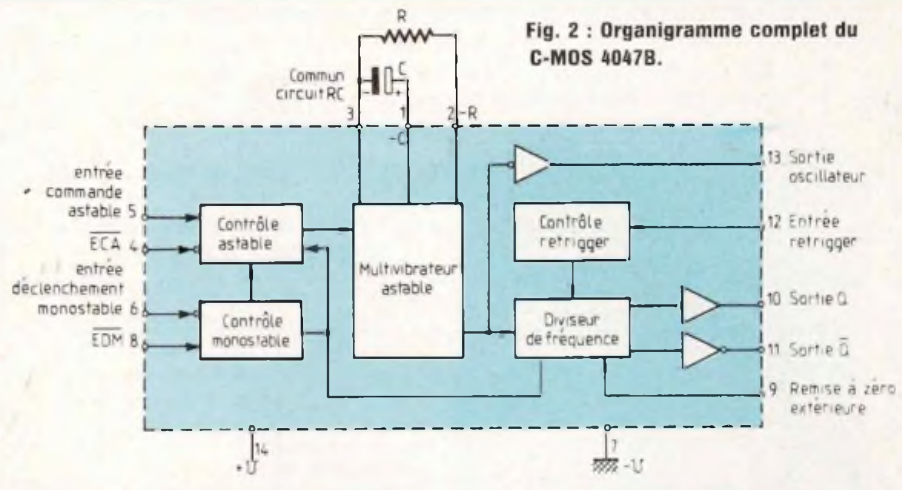 Fig. 2 : Organigramme complet du
C-MOS 4047B.
R
Commun
circuit RC
C
-
+
3
1
2
-R
-C
entrée
commande
astable 5
ECA 4
entrée
déclenchement
monostable 6
EDM 8
Contrôle
astable
Contrôle
monostable
Multivibrateur
astable
Contrôle
retrigger
Diviseur
de fréquence
13 Sortie
oscillateur
12 Entrée
retrigger
10 Sortie Q
11 Sortie Q̅
9 Remise à zéro
extérieure
14
+U
7
-U